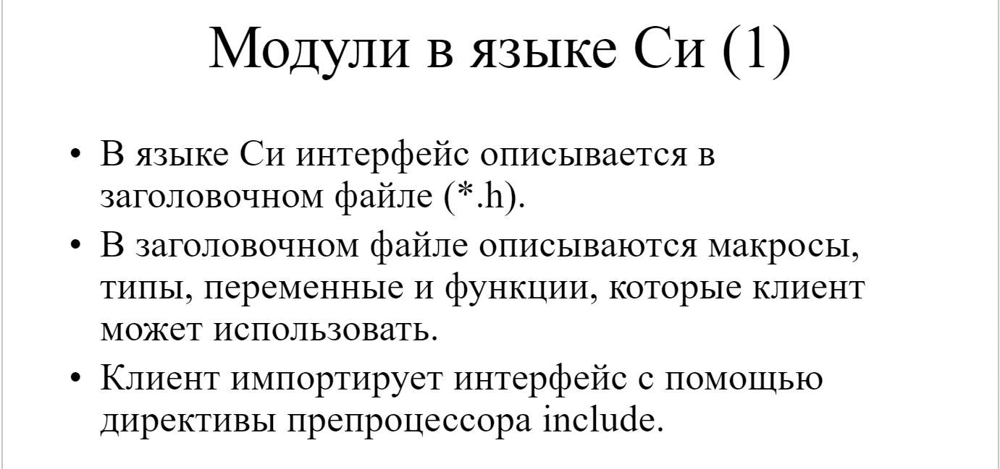 Модули в языке Си (1)
• В языке Си интерфейс описывается в
заголовочном файле (*.h).
• В заголовочном файле описываются макросы,
типы, переменные и функции, которые клиент
может использовать.
• Клиент импортирует интерфейс с помощью
директивы препроцессора include.